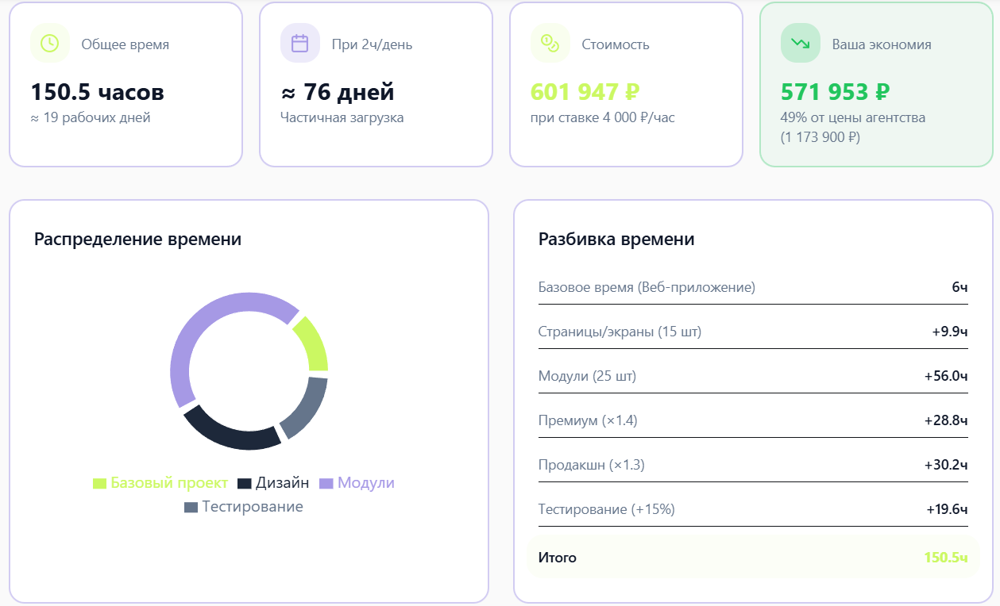 Общее время
150.5 часов
≈ 19 рабочих дней
При 2ч/день
≈ 76 дней
Частичная загрузка
Стоимость
601 947 ₽
при ставке 4 000 ₽/час
Ваша экономия
571 953 ₽
49% от цены агентства
(1 173 900 ₽)
Распределение времени
Базовый проект Дизайн Модули
Тестирование
Разбивка времени
Базовое время (Веб-приложение) 6ч
Страницы/экраны (15 шт) +9.9ч
Модули (25 шт) +56.0ч
Премиум (×1.4) +28.8ч
Продакшн (×1.3) +30.2ч
Тестирование (+15%) +19.6ч
Итого 150.5ч